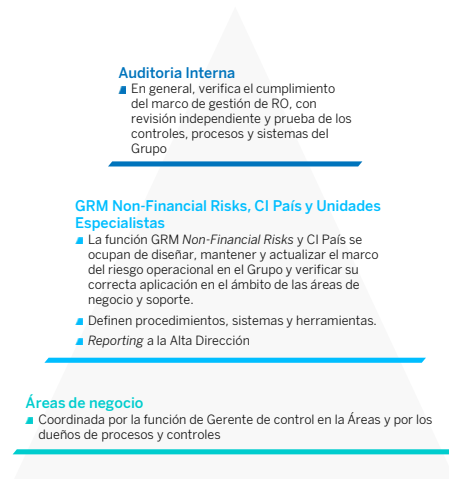 Auditoria Interna
En general, verifica el cumplimiento
del marco de gestión de RO, con
revisión independiente y prueba de los
controles, procesos y sistemas del
Grupo
GRM Non-Financial Risks, CI País y Unidades
Especialistas
La función GRM Non-Financial Risks y CI País se
ocupan de diseñar, mantener y actualizar el marco
del riesgo operacional en el Grupo y verificar su
correcta aplicación en el ámbito de las áreas de
negocio y soporte.
Definen procedimientos, sistemas y herramientas.
Reporting a la Alta Dirección
Áreas de negocio
Coordinada por la función de Gerente de control en la Áreas y por los
dueños de procesos y controles